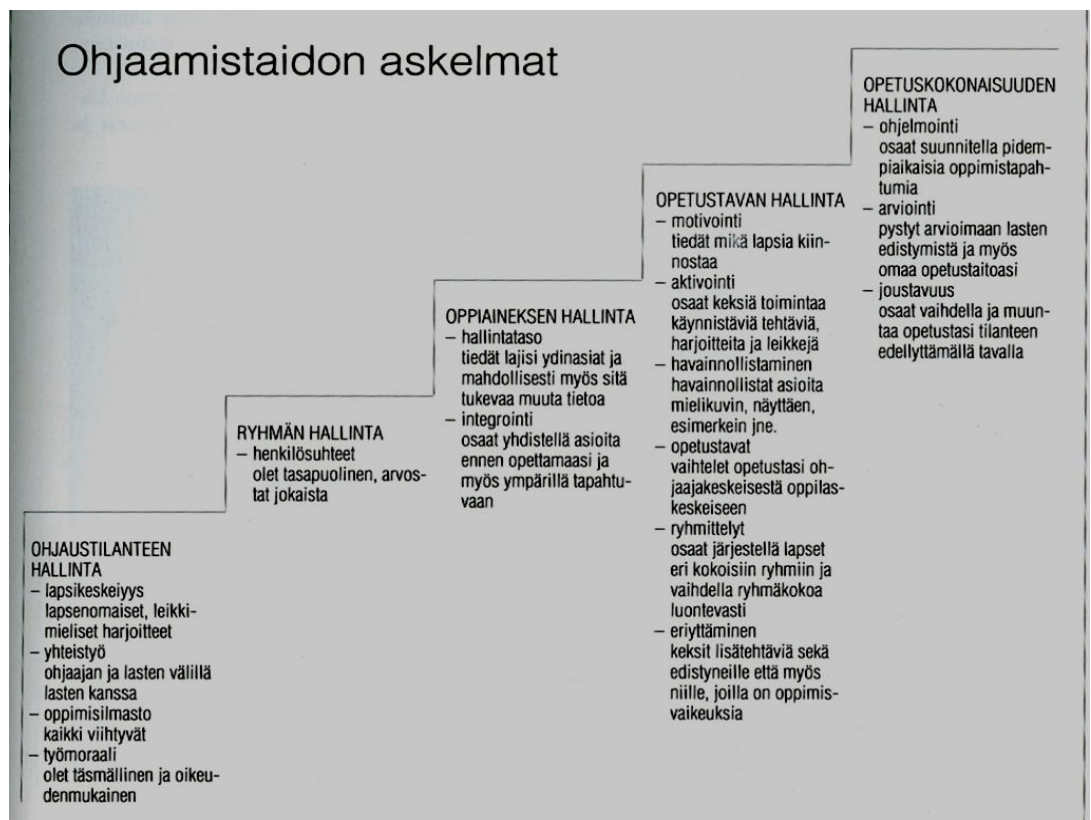 Ohjaamistaidon askelmat
OHJAUSTILANTEEN
HALLINTA
– lapsikeskeiyys
lapsenomaiset, leikki-
mieliset harjoitteet
– yhteistyö
ohjaajan ja lasten välillä
lasten kanssa
– oppimisilmasto
kaikki viihtyvät
– työmoraali
olet täsmällinen ja oikeu-
denmukainen
RYHMÄN HALLINTA
– henkilösuhteet
olet tasapuolinen, arvos-
tat jokaista
OPPIAINEKSEN HALLINTA
– hallintataso
tiedät lajisi ydinasiat ja
mahdollisesti myös sitä
tukevaa muuta tietoa
– integrointi
osaat yhdistellä asioita
ennen opettamaasi ja
myös ympärillä tapahtu-
vaan
OPETUSTAVAN HALLINTA
– motivointi
tiedät mikä lapsia kiin-
nostaa
– aktivointi
osaat keksiä toimintaa
käynnistäviä tehtäviä,
harjoitteita ja leikkejä
– havainnollistaminen
havainnollistat asioita
mielikuvin, näyttäen,
esimerkein jne.
– opetustavat
vaihtelet opetustasi oh-
jaajakeskeisestä oppilas-
keskeiseen
– ryhmittelyt
osaat järjestellä lapset
eri kokoisiin ryhmiin ja
vaihdella ryhmäkokoa
luontevasti
– eriyttäminen
keksit lisätehtäviä sekä
edistyneille että myös
niille, joilla on oppimis-
vaikeuksia
OPETUSKOKONAISUUDEN
HALLINTA
– ohjelmointi
osaat suunnitella pidem-
piaikaisia oppimistapah-
tumia
– arviointi
pystyt arvioimaan lasten
edistymistä ja myös
omaa opetustaitoasi
– joustavuus
osaat vaihdella ja muun-
taa opetustasi tilanteen
edellyttämällä tavalla